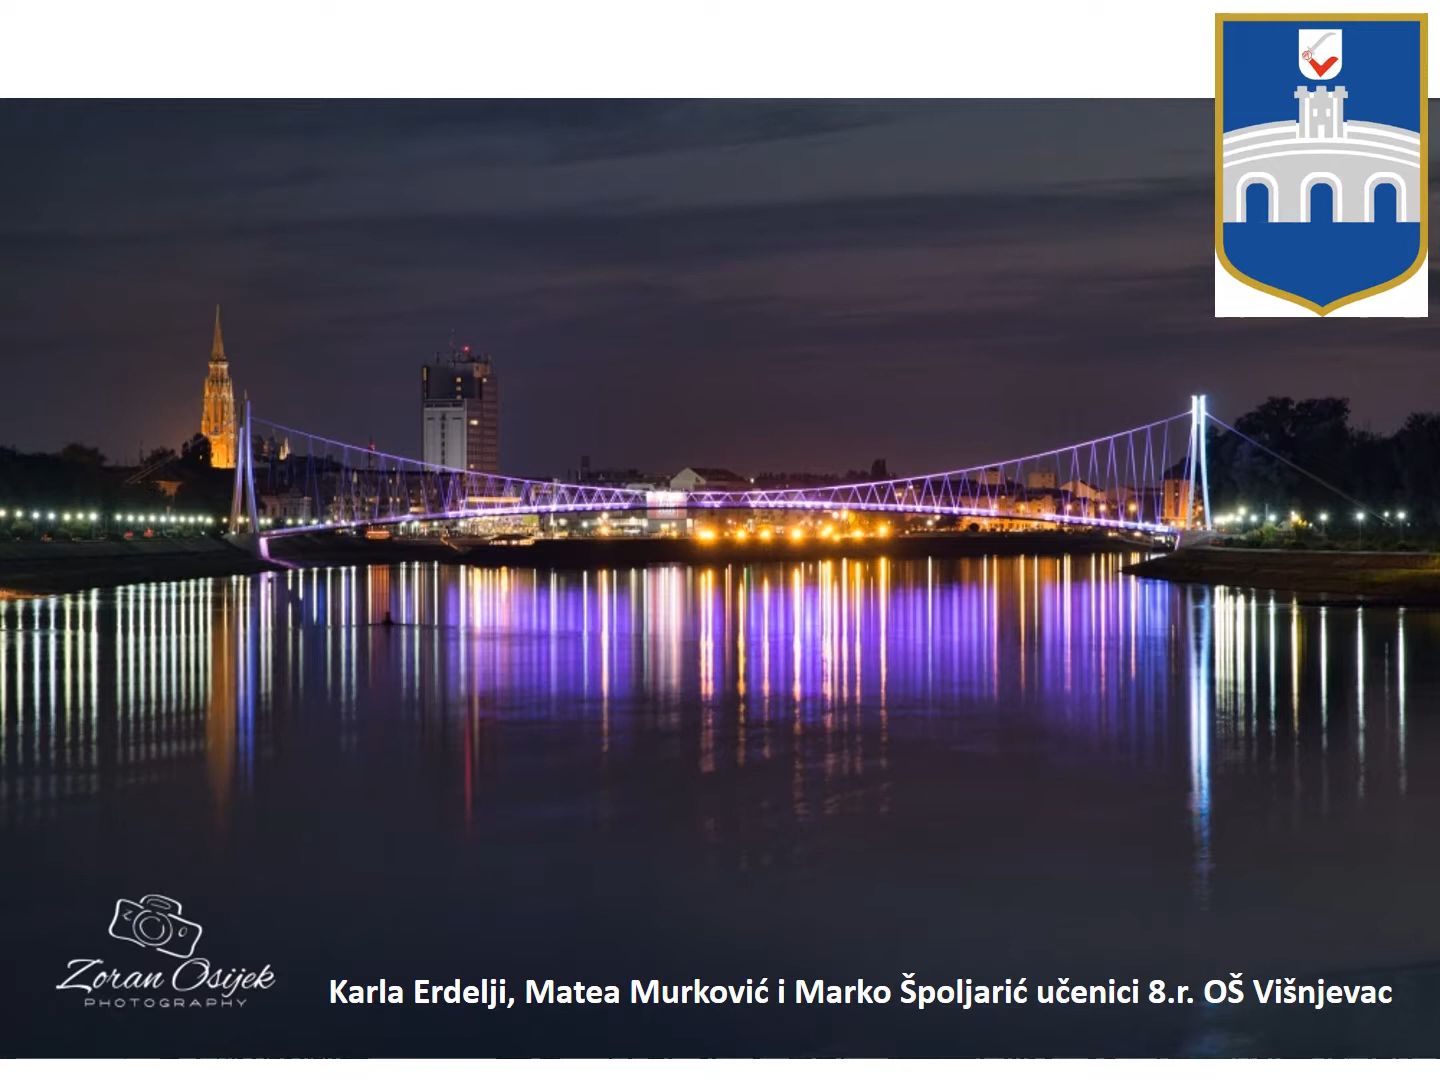 Zoran Osijek
PHOTOGRAPHY
Karla Erdelji, Matea Murković i Marko Špoljarić učenici 8.r. OŠ Višnjevac